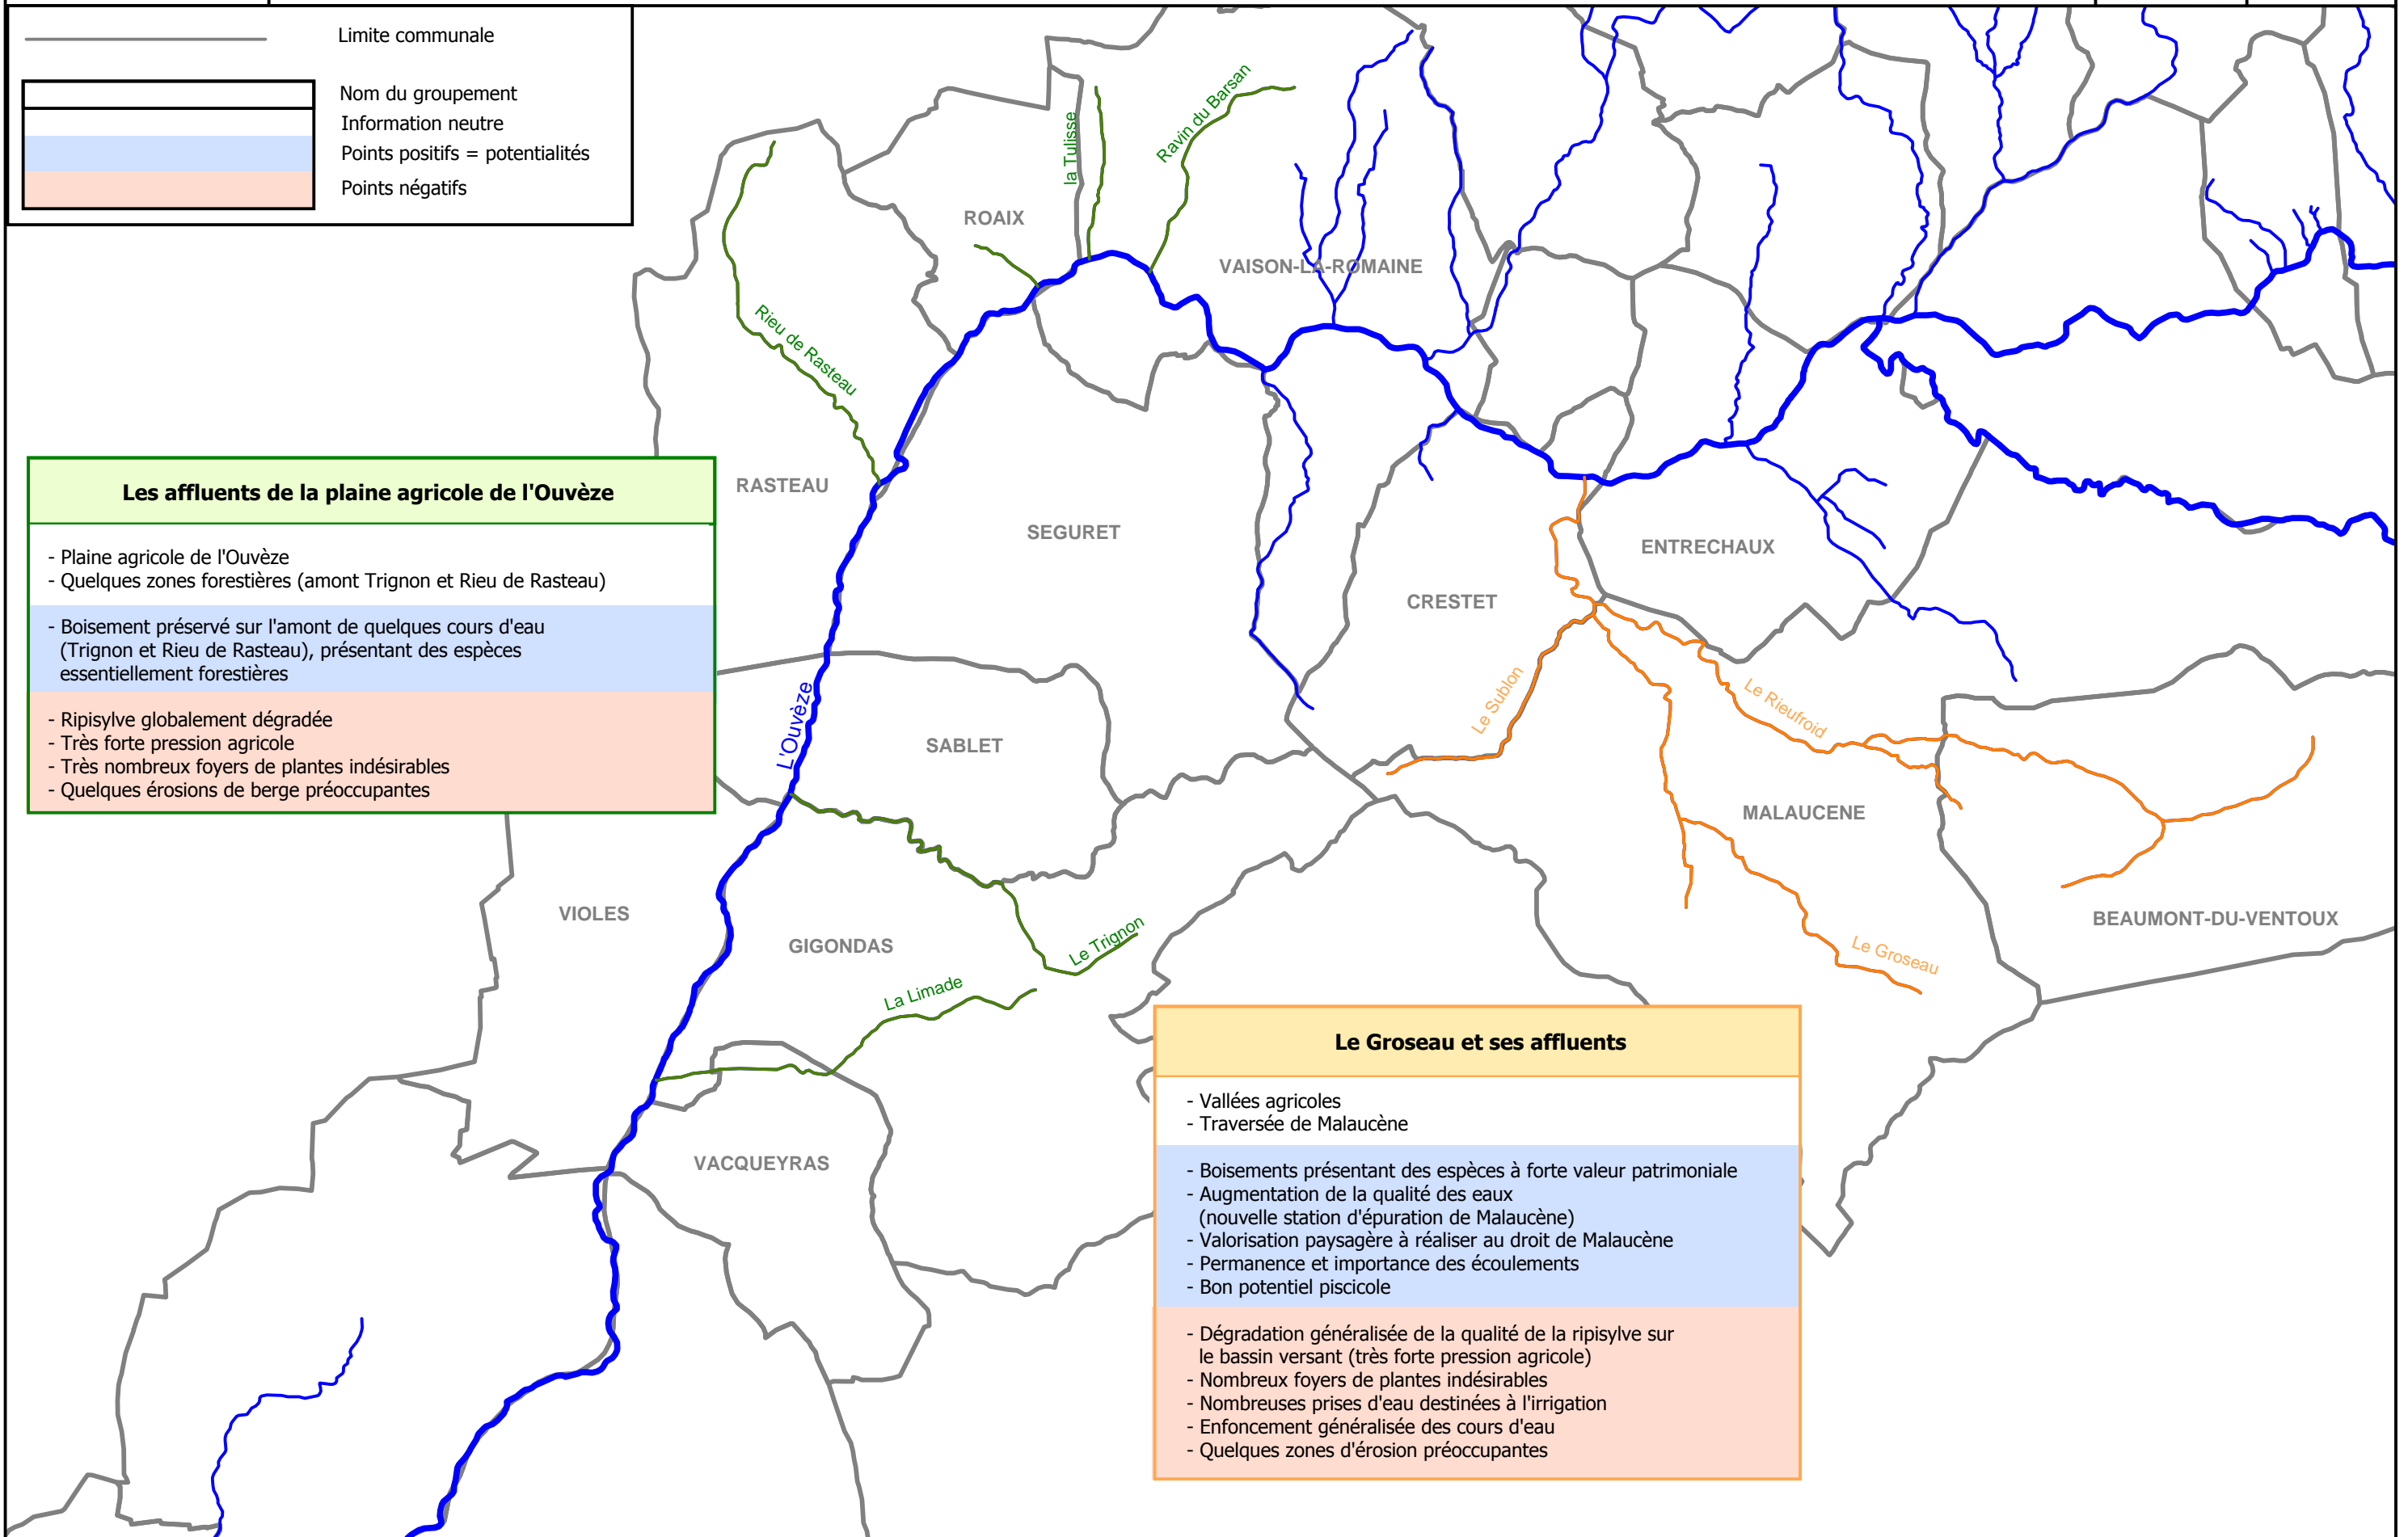 Limite communale
Nom du groupement
Information neutre
Points positifs = potentialités
Points négatifs
la Tulisse
Ravin du Barsan
ROAIX
VAISON-LA-ROMAINE
Rieu de Rasteau
RASTEAU
SEGURET
ENTRECHAUX
CRESTET
Les affluents de la plaine agricole de l'Ouvèze
- Plaine agricole de l'Ouvèze
- Quelques zones forestières (amont Trignon et Rieu de Rasteau)
- Boisement préservé sur l'amont de quelques cours d'eau
(Trignon et Rieu de Rasteau), présentant des espèces
essentiellement forestières
- Ripisylve globalement dégradée
- Très forte pression agricole
- Très nombreux foyers de plantes indésirables
- Quelques érosions de berge préoccupantes
L'Ouvèze
SABLET
Le Sublon
Le Rieufroid
MALAUCENE
VIOLES
GIGONDAS
Le Trignon
La Limade
Le Groseau
BEAUMONT-DU-VENTOUX
VACQUEYRAS
Le Groseau et ses affluents
- Vallées agricoles
- Traversée de Malaucène
- Boisements présentant des espèces à forte valeur patrimoniale
- Augmentation de la qualité des eaux
(nouvelle station d'épuration de Malaucène)
- Valorisation paysagère à réaliser au droit de Malaucène
- Permanence et importance des écoulements
- Bon potentiel piscicole
- Dégradation généralisée de la qualité de la ripisylve sur
le bassin versant (très forte pression agricole)
- Nombreux foyers de plantes indésirables
- Nombreuses prises d'eau destinées à l'irrigation
- Enfoncement généralisée des cours d'eau
- Quelques zones d'érosion préoccupantes